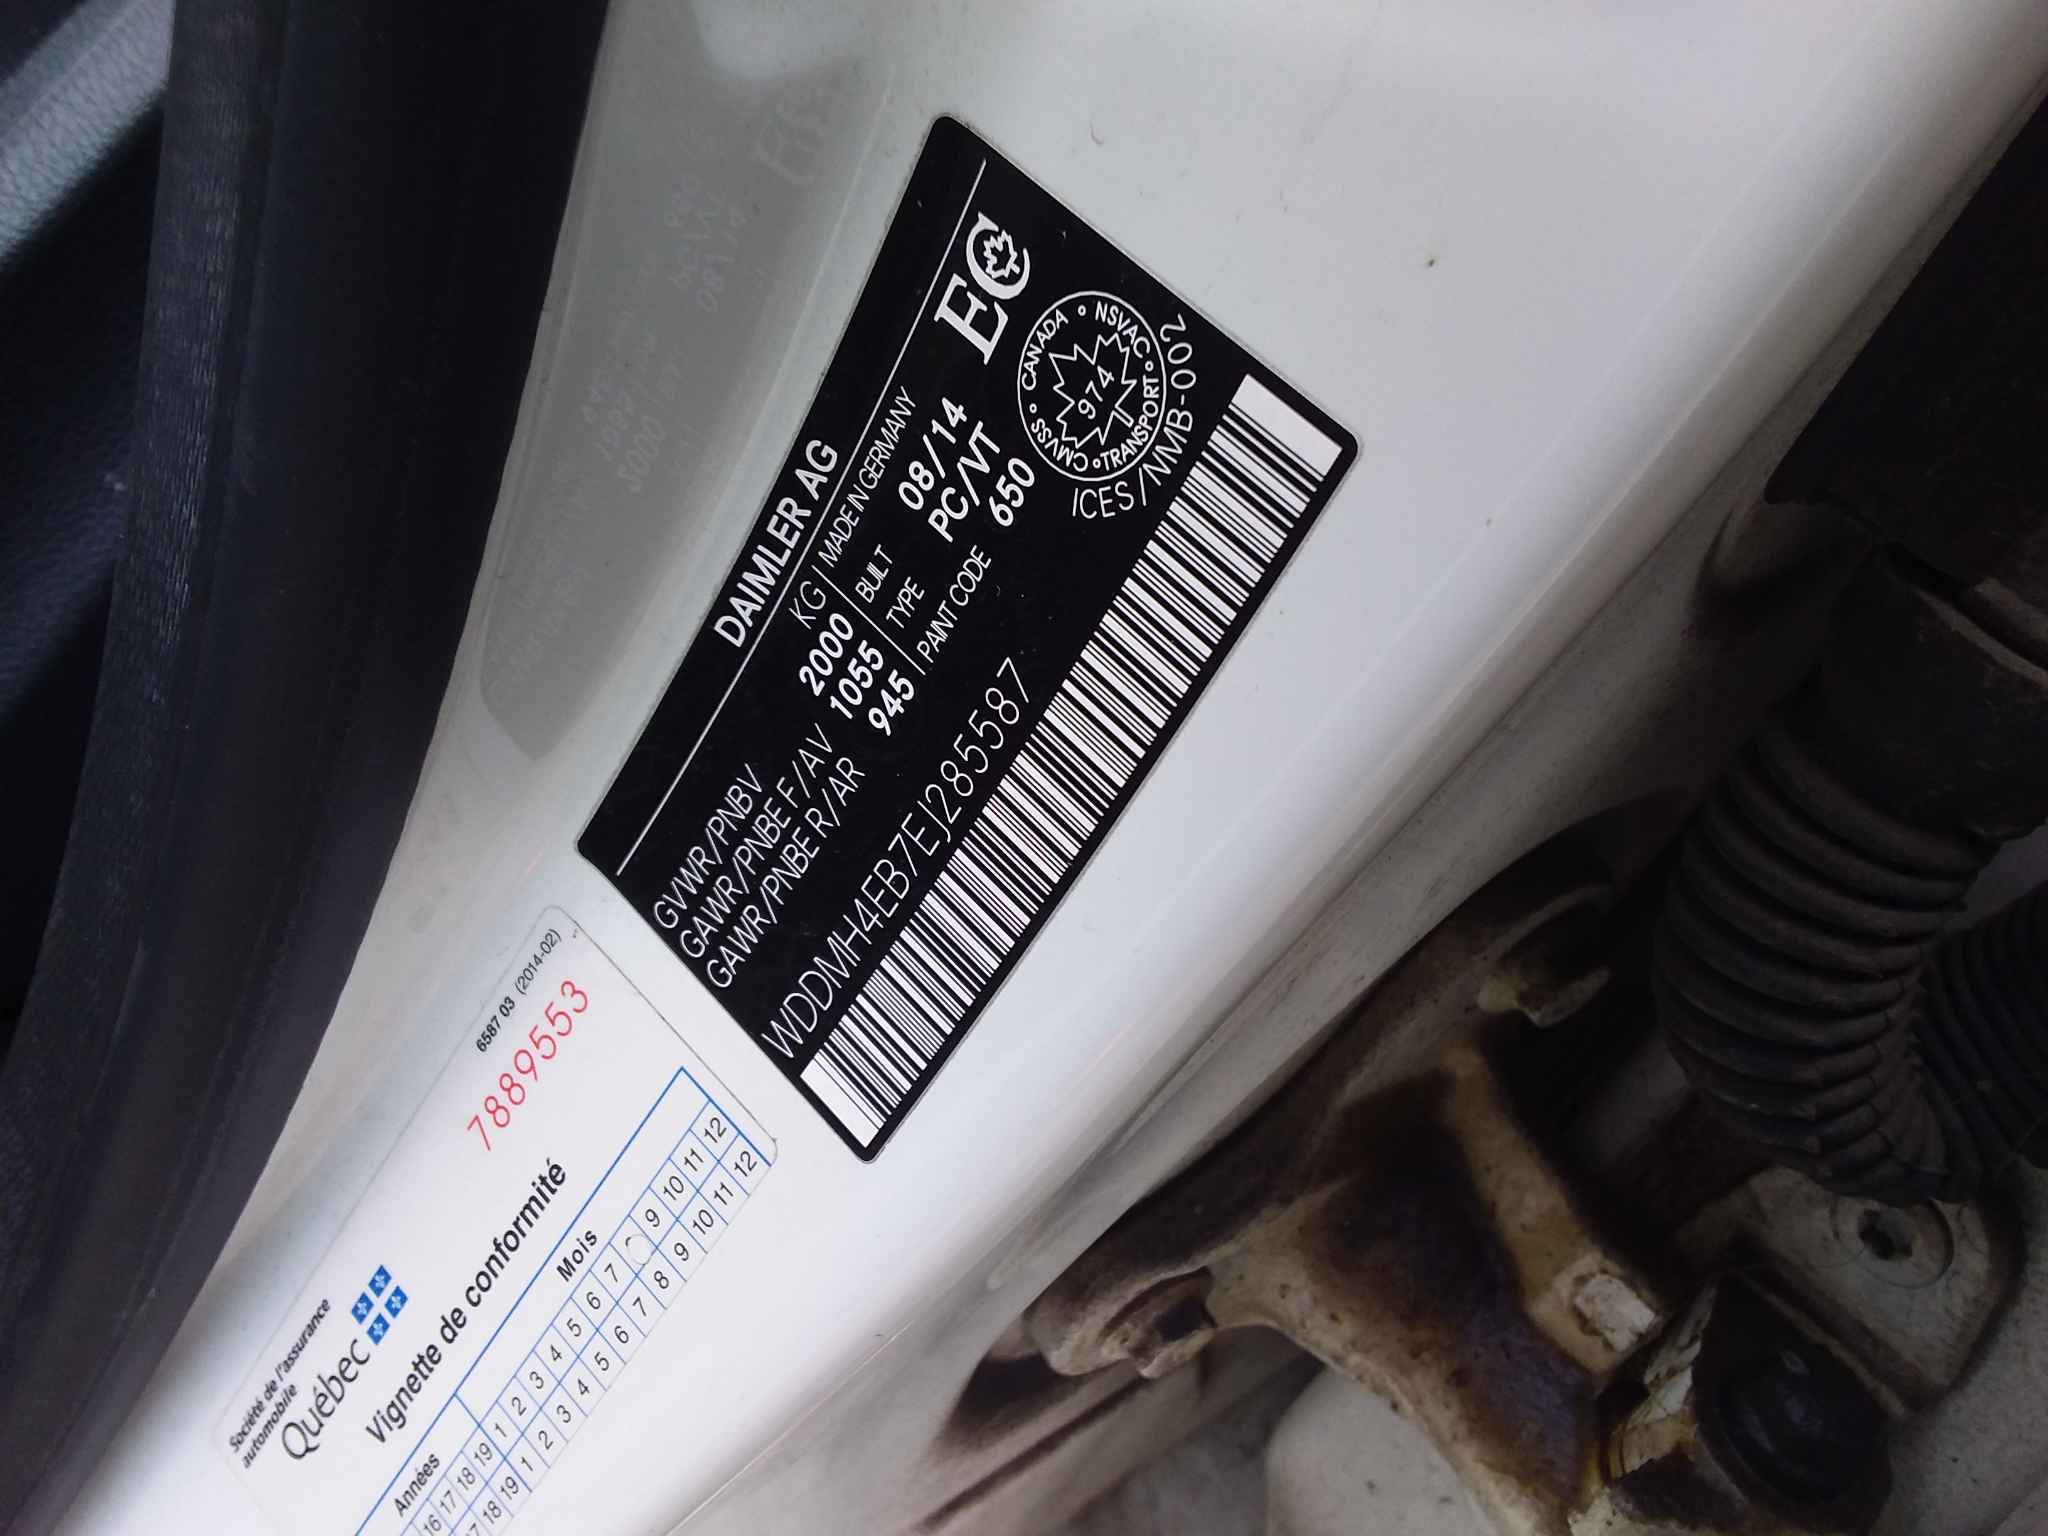 DAIMLER AG
KG MADE IN GERMANY
GVWR/PNBV 2000 BUILT 08/14
GAWR/PNBE F/AV 1055 TYPE PC/VT
GAWR/PNBE R/AR 945 PAINT CODE 650
EC
CANADA • NSVAC • TRANSPORT • CMVSS
974
ICES/NMB-002
WDDMH4EB7EJ285587
6587 03 (2014-02)
7889553
Société de l'assurance
automobile
Québec
Vignette de conformité
Années Mois
16 17 18 19 1 2 3 4 5 6 7 9 10 11 12
18 19 1 2 3 4 5 6 7 8 9 10 11 12